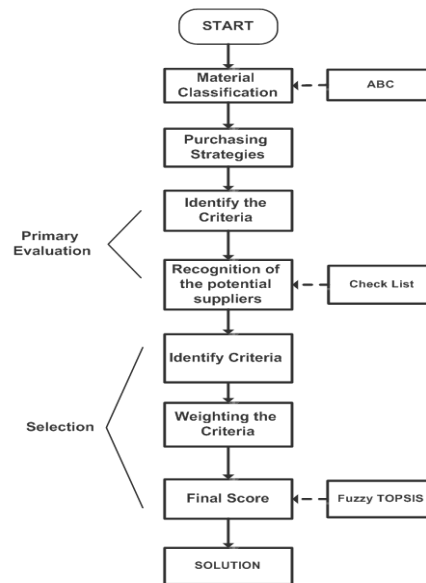 START
Material
Classification
ABC
Purchasing
Strategies
Identify the
Criteria
Primary
Evaluation
Recognition of
the potential
suppliers
Check List
Identify Criteria
Weighting the
Criteria
Selection
Final Score
Fuzzy TOPSIS
SOLUTION